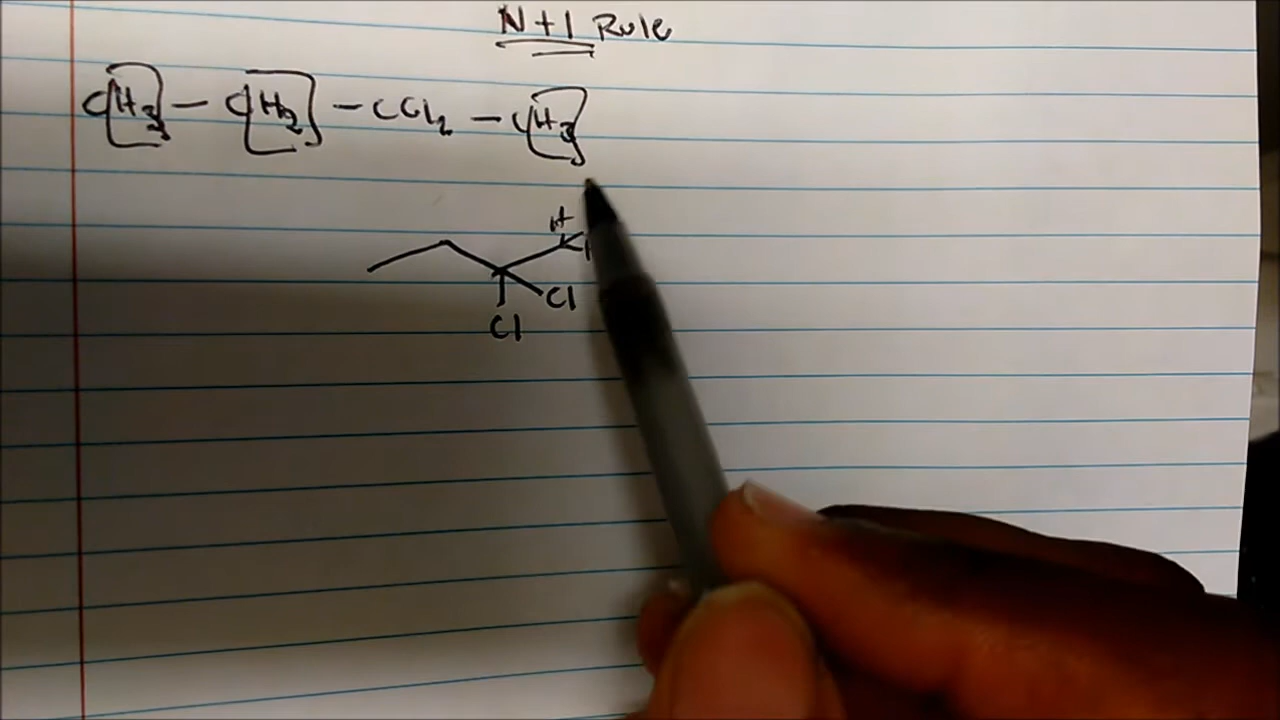 N+1 Rule
CH3 — CH2 — CCl2 — CH3
H
Cl
Cl